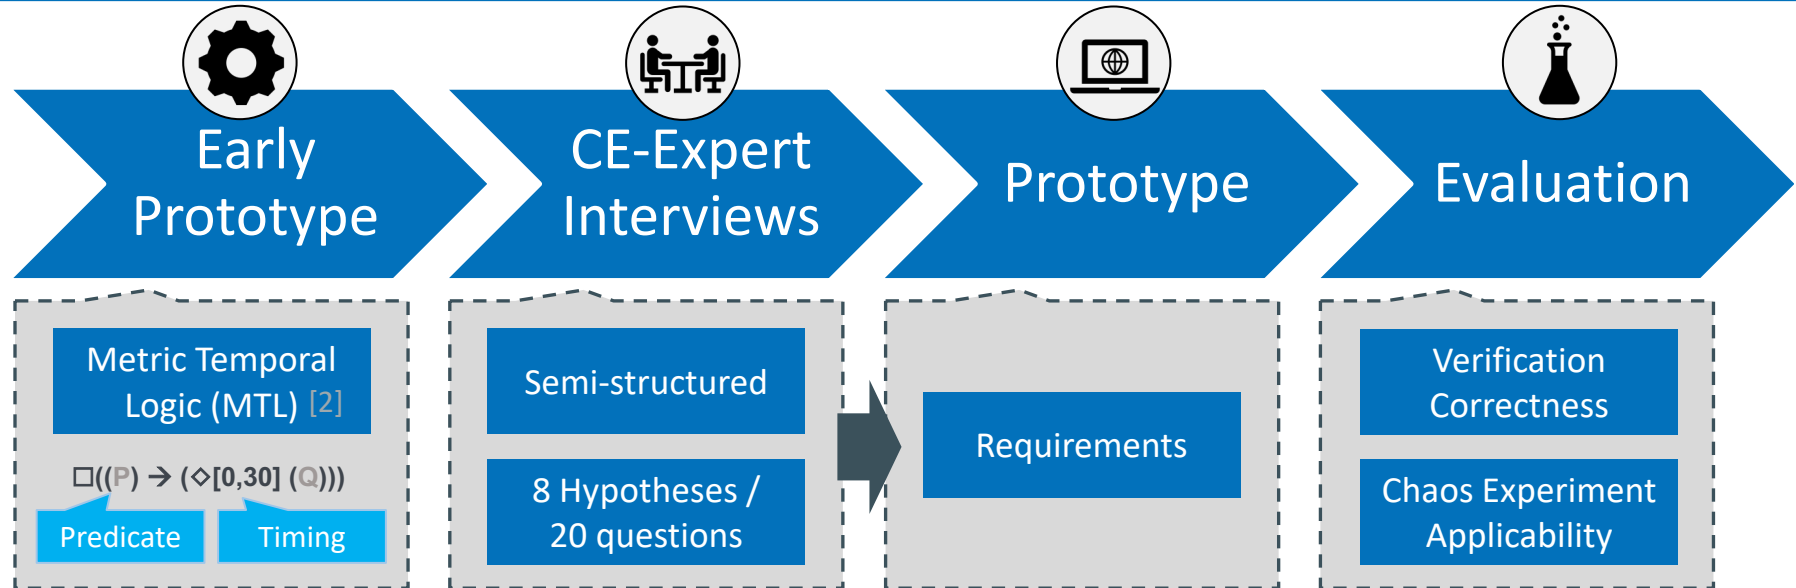 Early
Prototype
CE-Expert
Interviews
Prototype
Evaluation
Metric Temporal
Logic (MTL) [2]
□((P) → (◇[0,30] (Q)))
Predicate
Timing
Semi-structured
8 Hypotheses /
20 questions
Requirements
Verification
Correctness
Chaos Experiment
Applicability